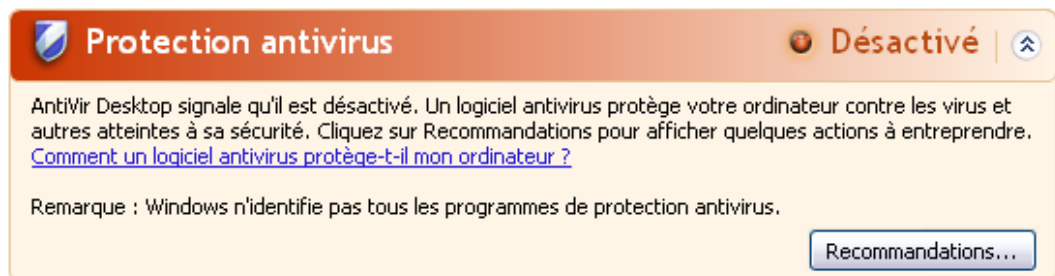 Protection antivirus
Désactivé
AntiVir Desktop signale qu'il est désactivé. Un logiciel antivirus protège votre ordinateur contre les virus et
autres atteintes à sa sécurité. Cliquez sur Recommandations pour afficher quelques actions à entreprendre.
Comment un logiciel antivirus protège-t-il mon ordinateur ?
Remarque : Windows n'identifie pas tous les programmes de protection antivirus.
Recommandations...